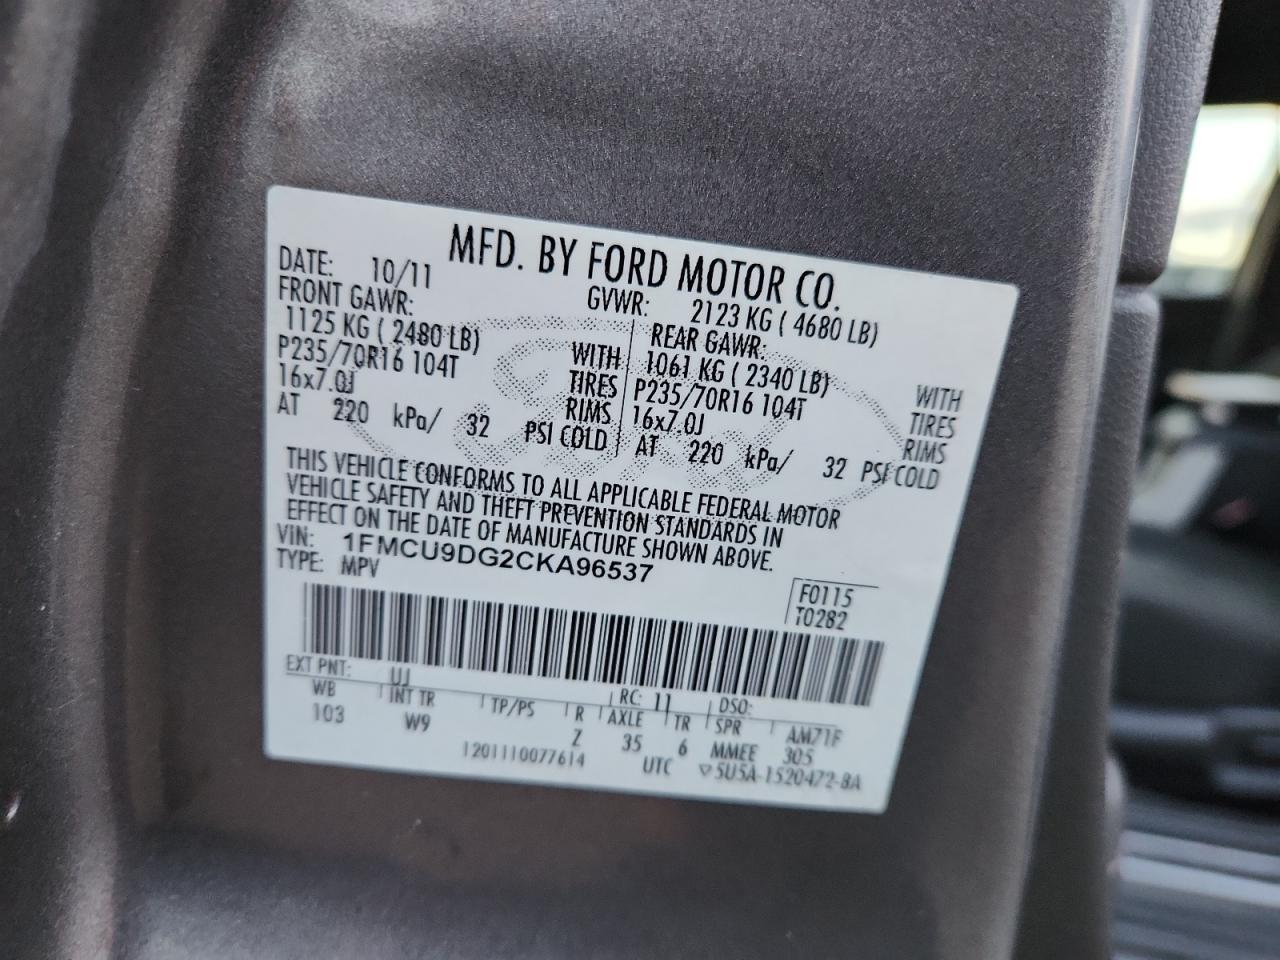 MFD. BY FORD MOTOR CO.
DATE: 10/11 GVWR: 2123 KG ( 4680 LB)
FRONT GAWR: REAR GAWR:
1125 KG ( 2480 LB) WITH 1061 KG ( 2340 LB) WITH
P235/70R16 104T TIRES P235/70R16 104T TIRES
16x7.0J RIMS 16x7.0J RIMS
AT 220 kPa/ 32 PSI COLD AT 220 kPa/ 32 PSI COLD
THIS VEHICLE CONFORMS TO ALL APPLICABLE FEDERAL MOTOR
VEHICLE SAFETY AND THEFT PREVENTION STANDARDS IN
EFFECT ON THE DATE OF MANUFACTURE SHOWN ABOVE.
VIN: 1FMCU9DG2CKA96537
TYPE: MPV
F0115
T0282
EXT PNT: UJ RC: 11 DSO:
WB INT TR TP/PS R AXLE TR SPR AM71F
103 W9 Z 35 6 MMEE 305
1201110077614 UTC ▽5U5A-1520472-BA